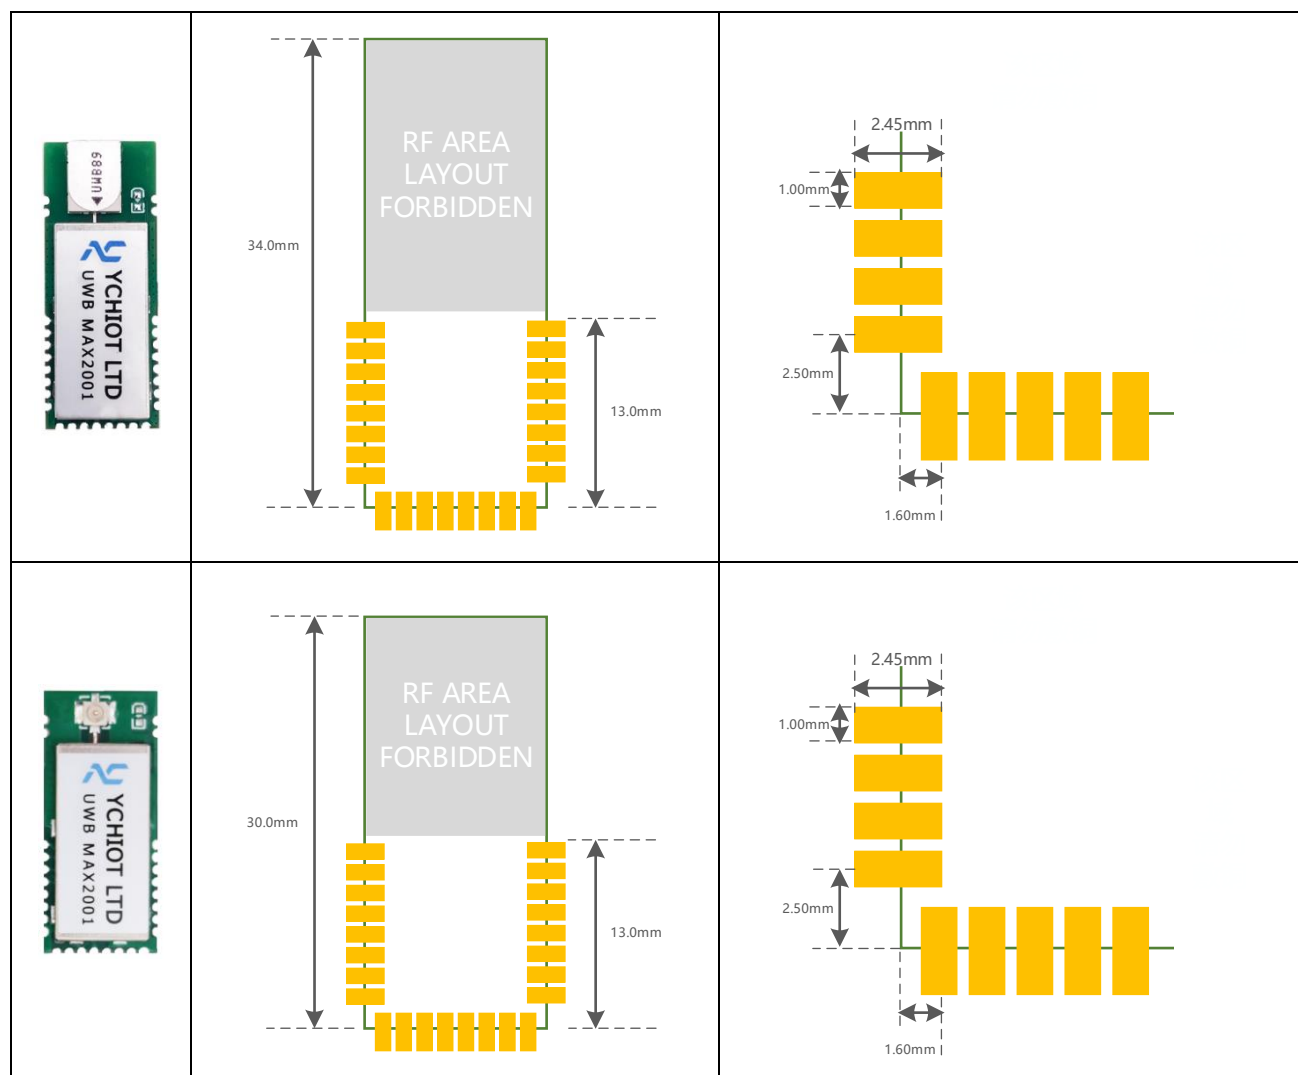 689MN
YCHIOT LTD
UWB MAX2001
34.0mm
RF AREA
LAYOUT
FORBIDDEN
13.0mm
2.45mm
1.00mm
2.50mm
1.60mm
YCHIOT LTD
UWB MAX2001
30.0mm
RF AREA
LAYOUT
FORBIDDEN
13.0mm
2.45mm
1.00mm
2.50mm
1.60mm